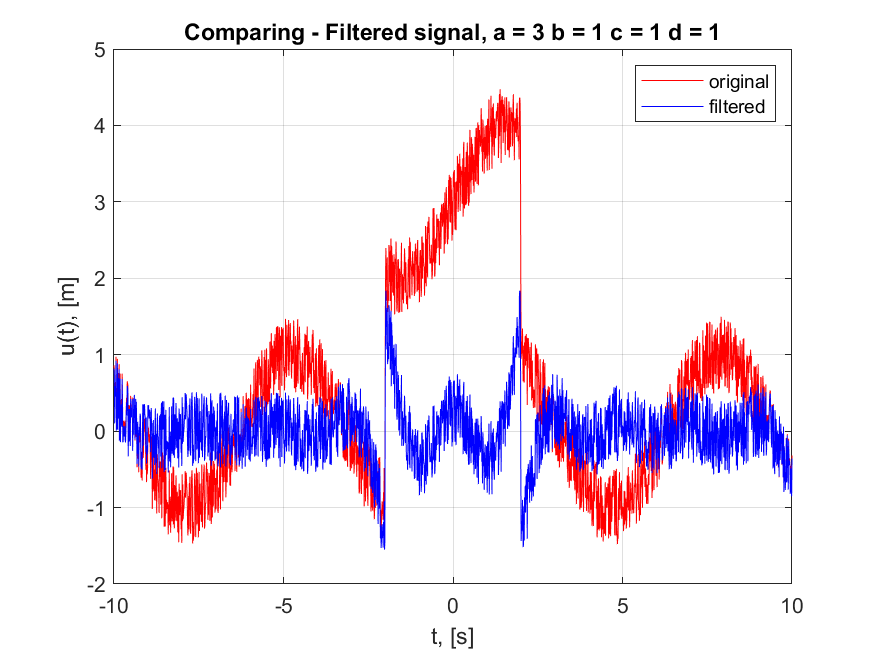 Comparing - Filtered signal, a = 3 b = 1 c = 1 d = 1
original
filtered
5
4
3
2
1
0
-1
-2
u(t), [m]
-10
-5
0
5
10
t, [s]